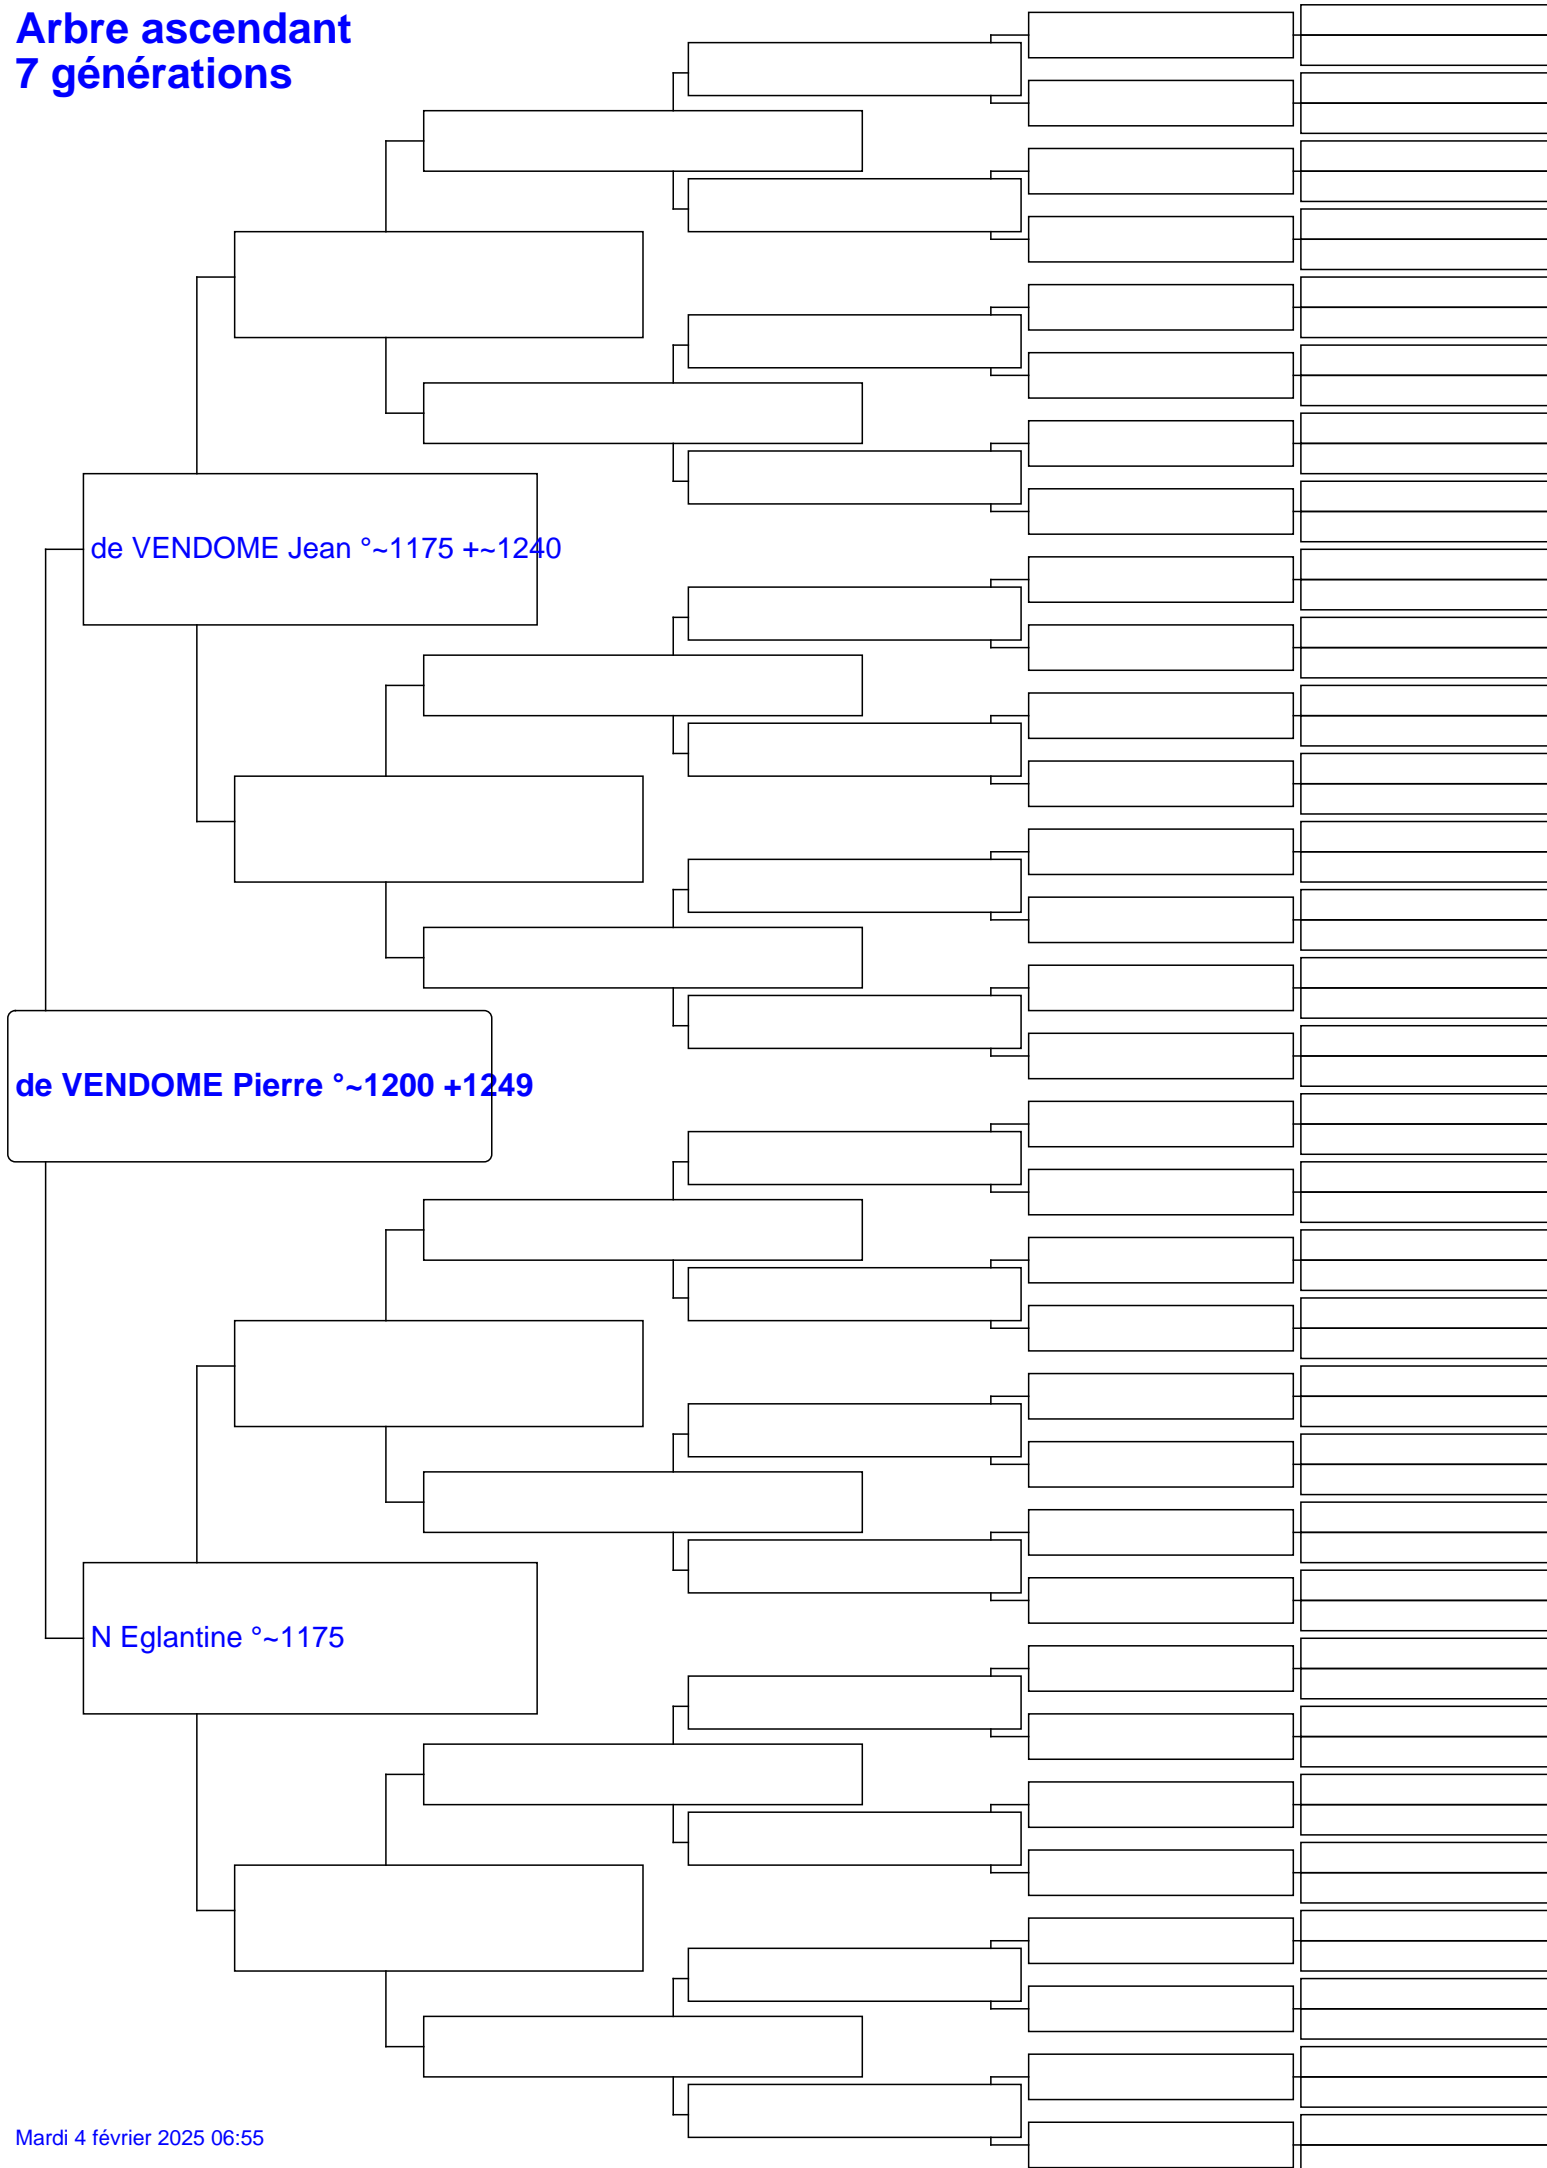 Arbre ascendant
7 générations
de VENDOME Jean °~1175 +~1240
de VENDOME Pierre °~1200 +1249
N Eglantine °~1175
Mardi 4 février 2025 06:55